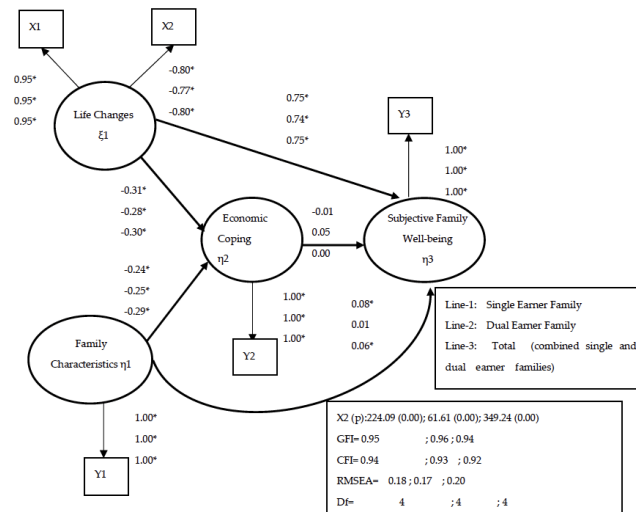 X1
X2
0.95*
0.95*
0.95*
-0.80*
-0.77*
-0.80*
Life Changes
ξ1
0.75*
0.74*
0.75*
Y3
1.00*
1.00*
1.00*
-0.31*
-0.28*
-0.30*
Economic
Coping
η2
-0.01
0.05
0.00
Subjective Family
Well-being
η3
-0.24*
-0.25*
-0.29*
Family
Characteristics η1
1.00*
1.00*
1.00*
Y2
0.08*
0.01
0.06*
Line-1: Single Earner Family
Line-2: Dual Earner Family
Line-3: Total (combined single and
dual earner families)
1.00*
1.00*
1.00*
Y1
X2 (p):224.09 (0.00); 61.61 (0.00); 349.24 (0.00)
GFI= 0.95 ; 0.96 ; 0.94
CFI= 0.94 ; 0.93 ; 0.92
RMSEA= 0.18 ; 0.17 ; 0.20
Df= 4 ; 4 ; 4